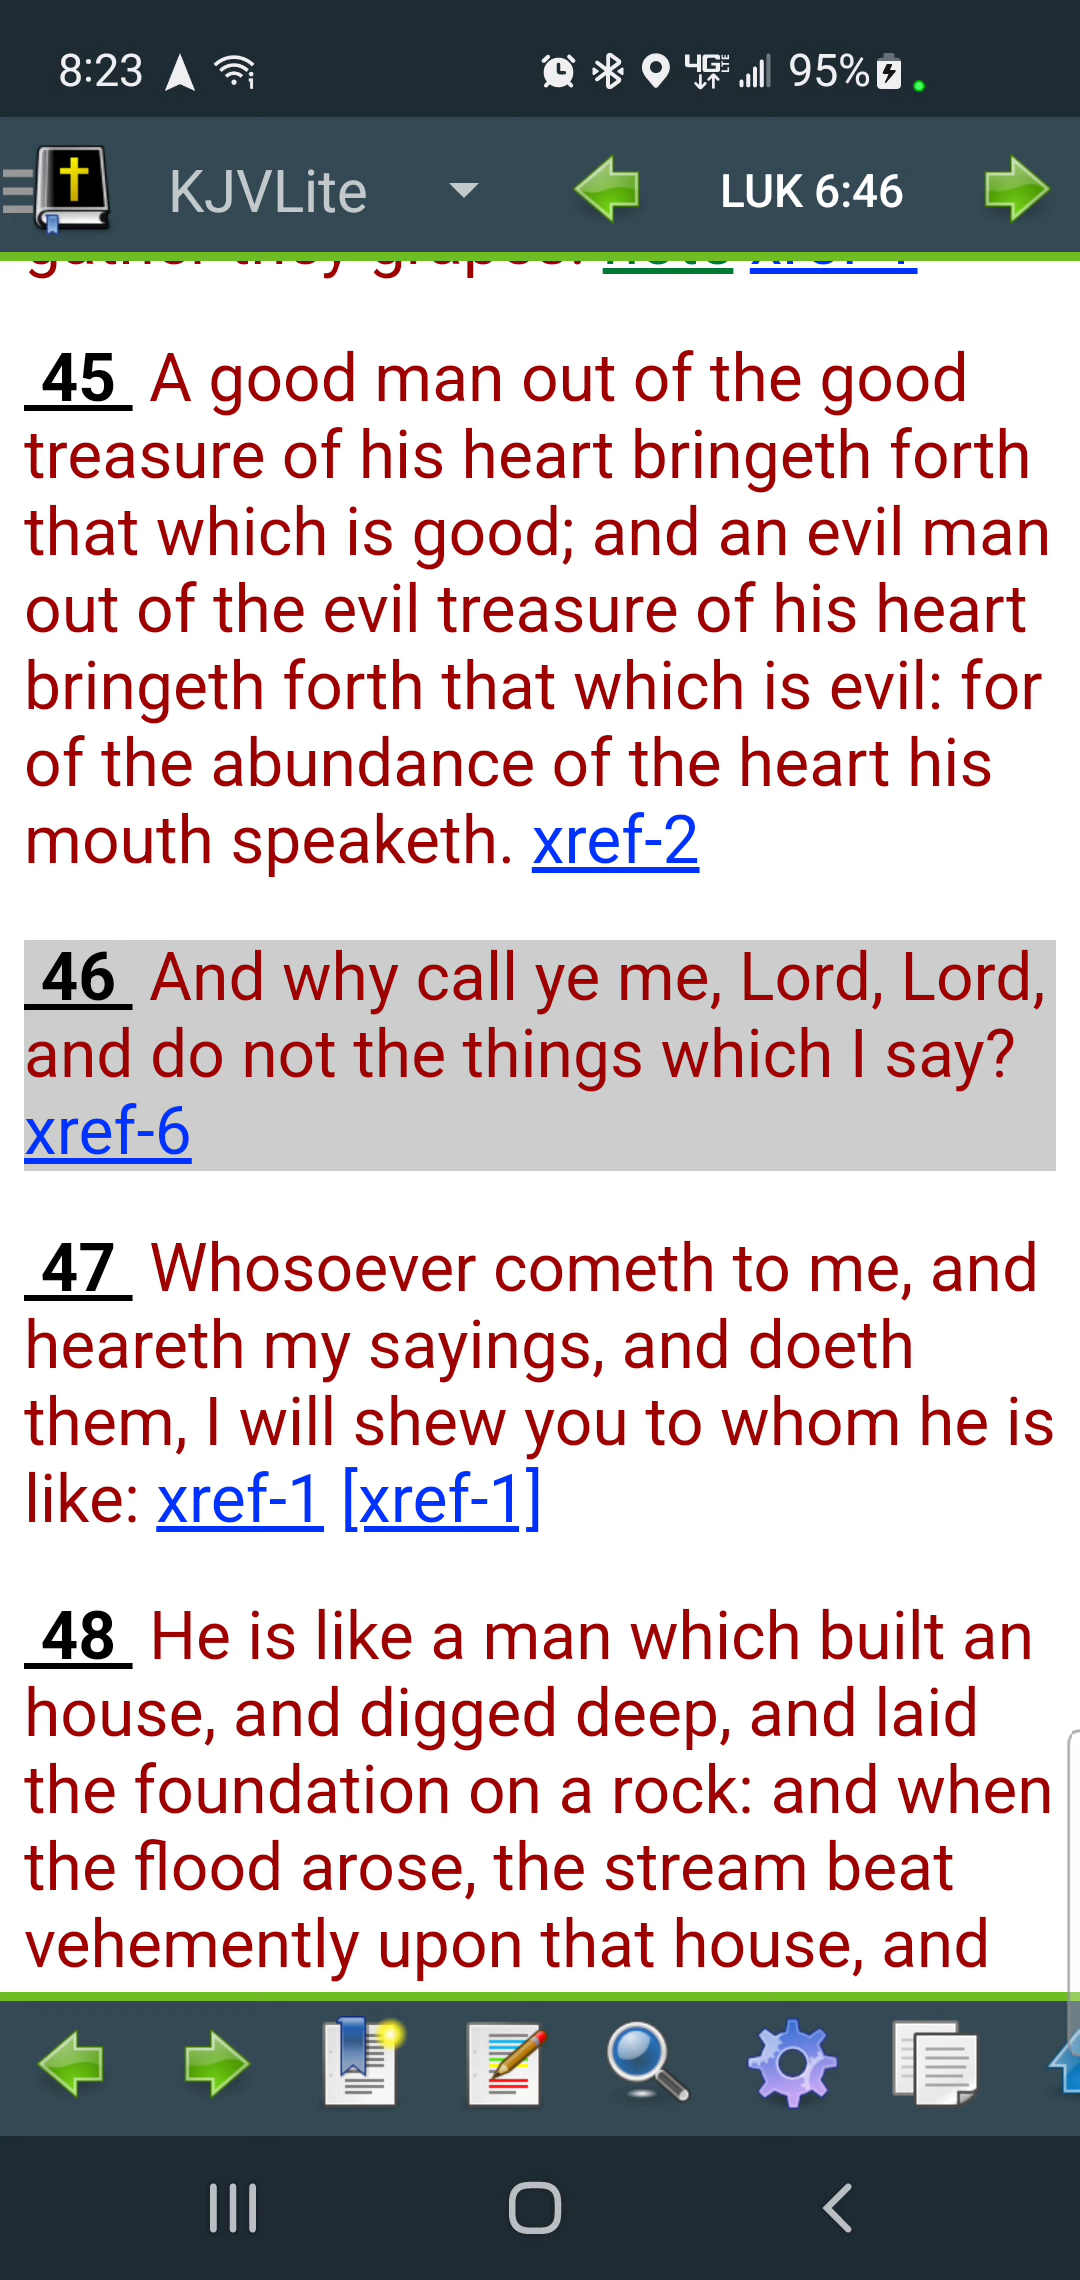 8:23 4G LTE 95%
KJVLite LUK 6:46
45 A good man out of the good
treasure of his heart bringeth forth
that which is good; and an evil man
out of the evil treasure of his heart
bringeth forth that which is evil: for
of the abundance of the heart his
mouth speaketh. xref-2
46 And why call ye me, Lord, Lord,
and do not the things which I say?
xref-6
47 Whosoever cometh to me, and
heareth my sayings, and doeth
them, I will shew you to whom he is
like: xref-1 [xref-1]
48 He is like a man which built an
house, and digged deep, and laid
the foundation on a rock: and when
the flood arose, the stream beat
vehemently upon that house, and